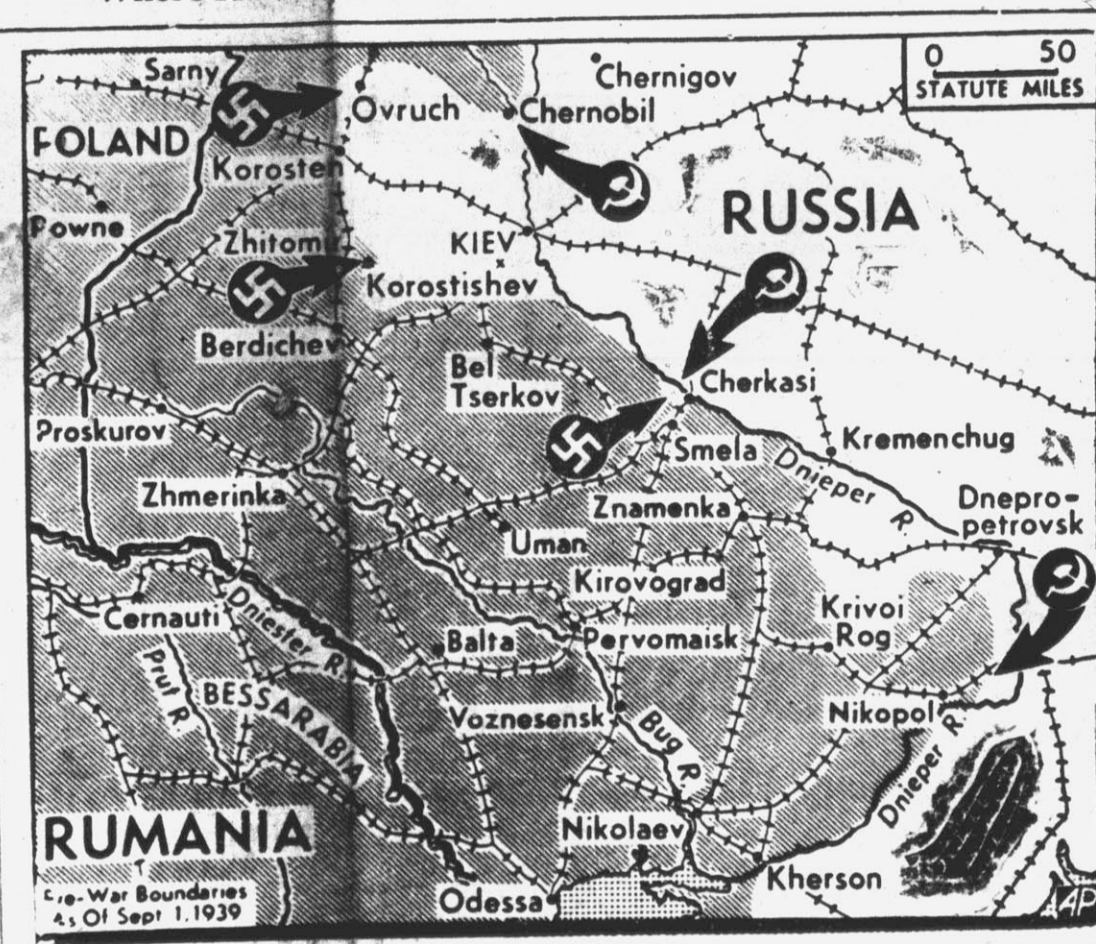 Sarny
Chernigov
0 50
STATUTE MILES
Ovruch
Chernobil
POLAND
Korosten
RUSSIA
Rowne
Zhitomir
KIEV
Korostishev
Berdichev
Bel
Tserkov
Cherkasi
Proskurov
Smela
Kremenchug
Dnieper R.
Zhmerinka
Znamenka
Dnepro-
petrovsk
Uman
Kirovograd
Krivoi
Rog
Cernauti
Dniester R.
Balta
Pervomaisk
Prut R.
BESSARABIA
Voznesensk
Bug R.
Nikopol
Dnieper R.
RUMANIA
Nikolaev
Pre-War Boundaries
As Of Sept 1, 1939
Odessa
Kherson
AP